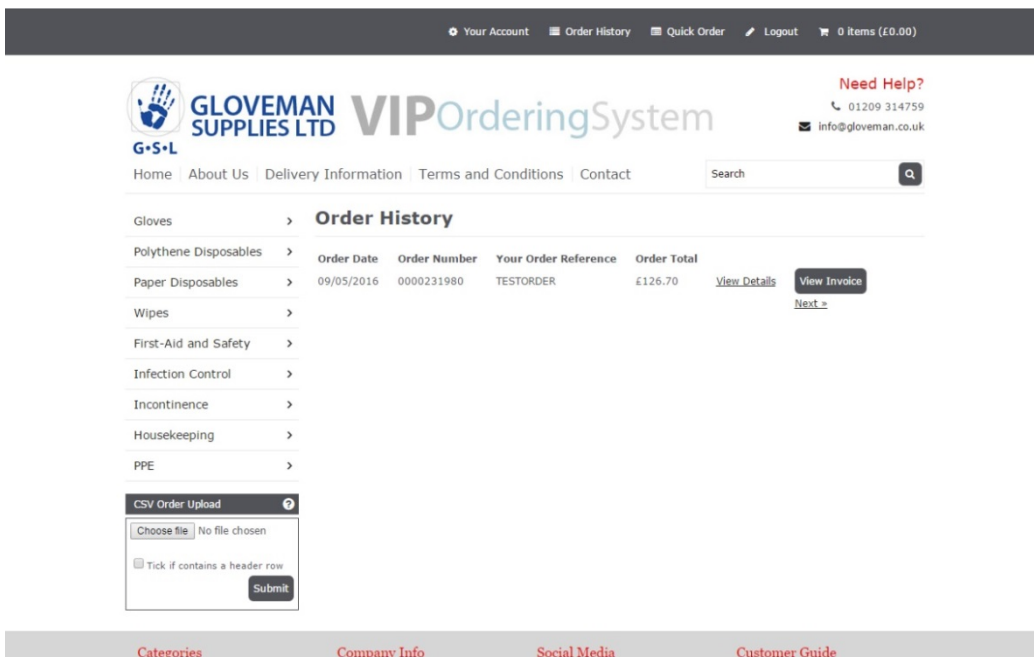 Your Account Order History Quick Order Logout 0 items (£0.00)
GLOVEMAN
SUPPLIES LTD
G•S•L
VIPOrderingSystem
Need Help?
01209 314759
info@gloveman.co.uk
Home About Us Delivery Information Terms and Conditions Contact
Search
Gloves
Polythene Disposables
Paper Disposables
Wipes
First-Aid and Safety
Infection Control
Incontinence
Housekeeping
PPE
CSV Order Upload ?
Choose file No file chosen
Tick if contains a header row
Submit
Order History
Order Date Order Number Your Order Reference Order Total
09/05/2016 0000231980 TESTORDER £126.70 View Details View Invoice
Next »
Categories Company Info Social Media Customer Guide